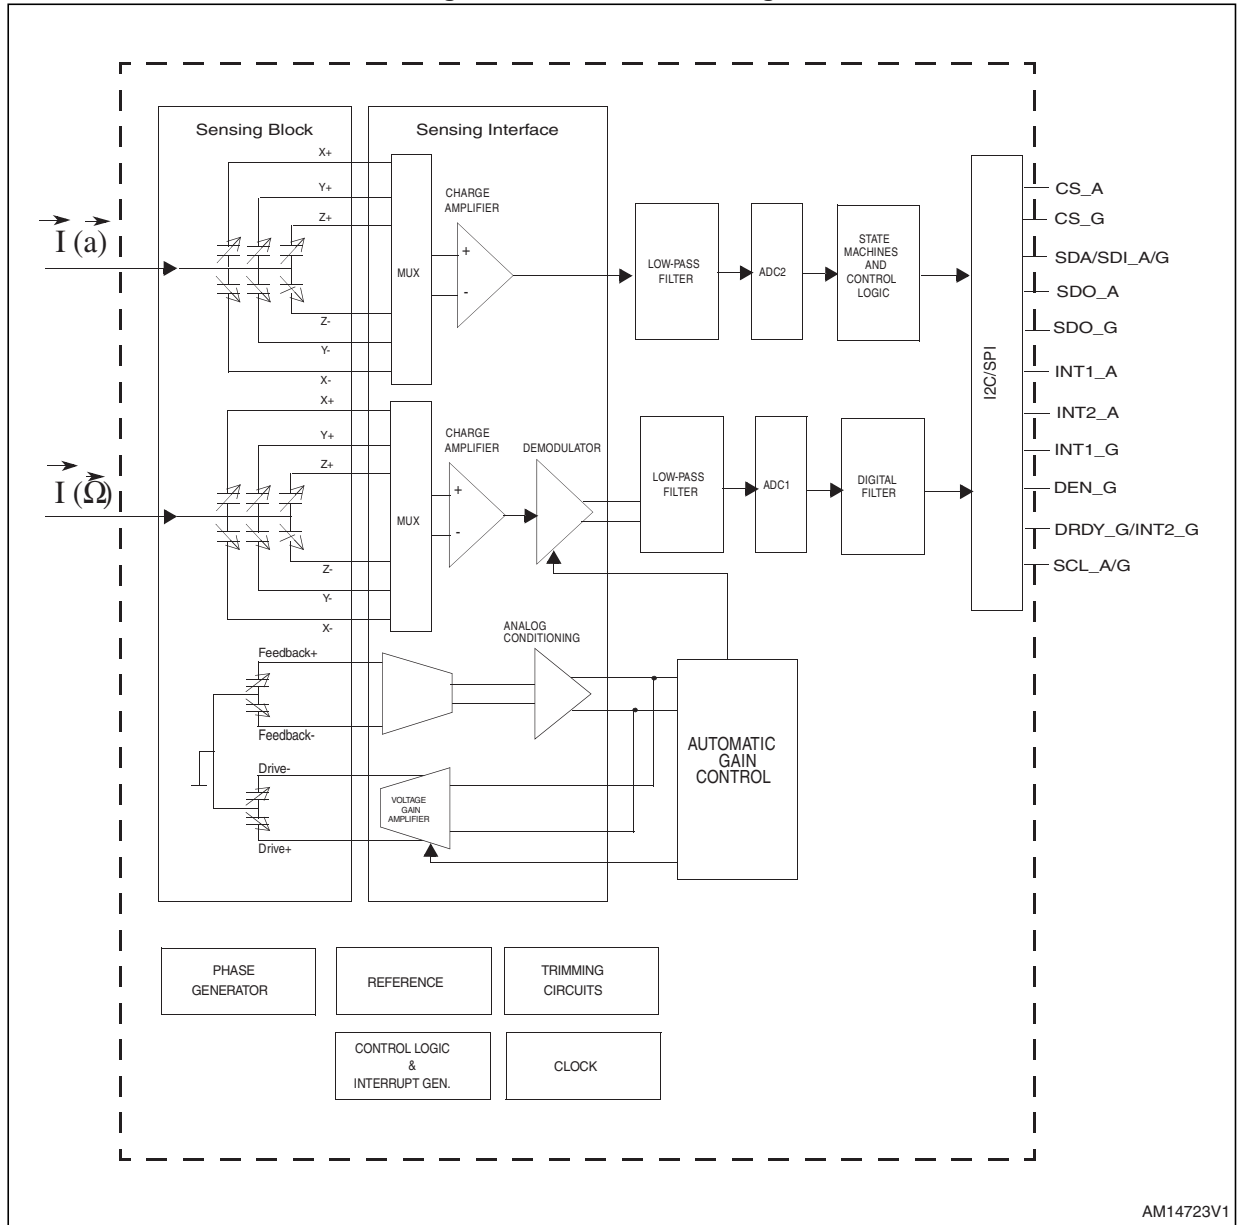 Sensing Block
Sensing Interface
X+
Y+
Z+
Z-
Y-
X-
I (a)
MUX
CHARGE
AMPLIFIER
+
-
LOW-PASS
FILTER
ADC2
STATE
MACHINES
AND
CONTROL
LOGIC
X+
Y+
Z+
Z-
Y-
X-
I (Ω)
MUX
CHARGE
AMPLIFIER
+
-
DEMODULATOR
LOW-PASS
FILTER
ADC1
DIGITAL
FILTER
I2C/SPI
CS_A
CS_G
SDA/SDI_A/G
SDO_A
SDO_G
INT1_A
INT2_A
INT1_G
DEN_G
DRDY_G/INT2_G
SCL_A/G
Feedback+
Feedback-
Drive-
Drive+
ANALOG
CONDITIONING
VOLTAGE
GAIN
AMPLIFIER
AUTOMATIC
GAIN
CONTROL
PHASE
GENERATOR
REFERENCE
TRIMMING
CIRCUITS
CONTROL LOGIC
&
INTERRUPT GEN.
CLOCK
AM14723V1